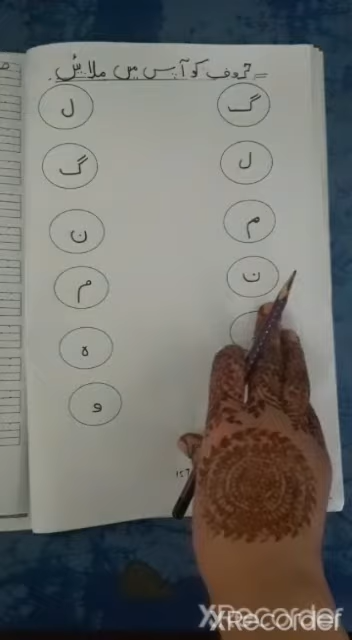 حروف کو آپس میں ملائیں۔
گ ل
ل گ
م ن
ن م
ہ
و
XRecorder